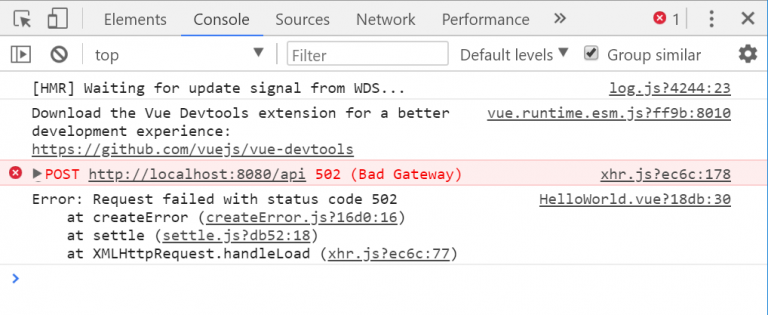 Elements Console Sources Network Performance » 1
top Filter Default levels Group similar
[HMR] Waiting for update signal from WDS... log.js?4244:23
Download the Vue Devtools extension for a better vue.runtime.esm.js?ff9b:8010
development experience:
https://github.com/vuejs/vue-devtools
POST http://localhost:8080/api 502 (Bad Gateway) xhr.js?ec6c:178
Error: Request failed with status code 502 HelloWorld.vue?18db:30
at createError (createError.js?16d0:16)
at settle (settle.js?db52:18)
at XMLHttpRequest.handleLoad (xhr.js?ec6c:77)